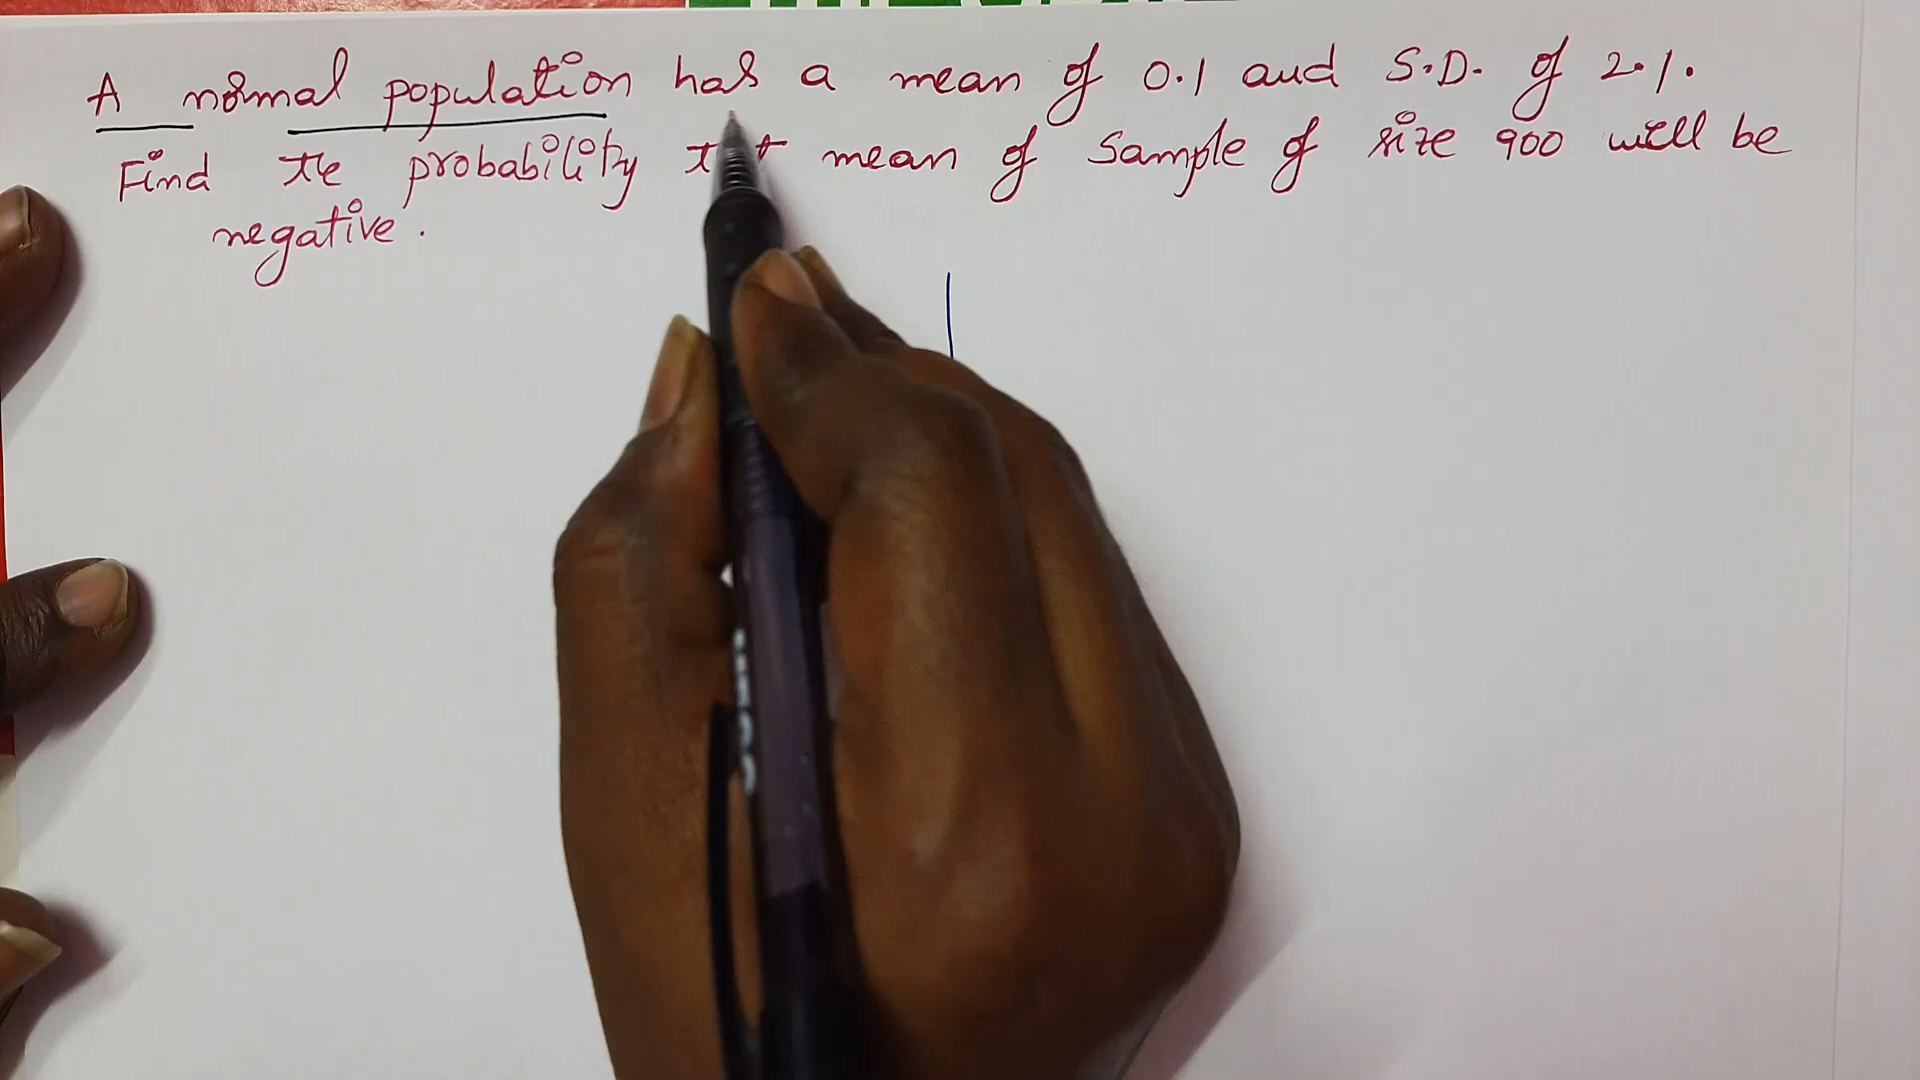 A normal population has a mean of 0.1 and S.D. of 2.1.
Find the probability that mean of sample of size 900 will be
negative.